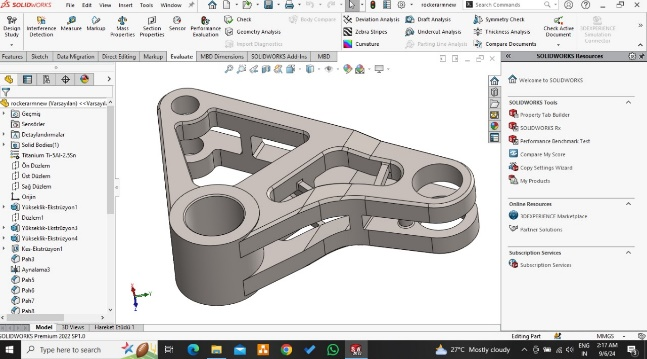 SOLIDWORKS
File Edit View Insert Tools Window
rockerarmnew
Search Commands
Design Study
Interference Detection
Measure
Markup
Mass Properties
Section Properties
Sensor
Performance Evaluation
Check
Geometry Analysis
Import Diagnostics
Body Compare
Deviation Analysis
Zebra Stripes
Curvature
Draft Analysis
Undercut Analysis
Parting Line Analysis
Symmetry Check
Thickness Analysis
Compare Documents
Check Active Document
3DEXPERIENCE Simulation Connector
Features Sketch Data Migration Direct Editing Markup Evaluate MBD Dimensions SOLIDWORKS Add-Ins MBD
rockerarmnew (Varsayılan) <<Varsayıl
Geçmiş
Sensörler
Detaylandırmalar
Solid Bodies(1)
Titanium Ti-5Al-2.5Sn
Ön Düzlem
Üst Düzlem
Sağ Düzlem
Orijin
Yükseklik-Ekstrüzyon1
Düzlem1
Yükseklik-Ekstrüzyon3
Yükseklik-Ekstrüzyon4
Kes-Ekstrüzyon1
Pah3
Aynalama3
Pah5
Pah6
Pah7
Pah8
SOLIDWORKS Resources
Welcome to SOLIDWORKS
SOLIDWORKS Tools
Property Tab Builder
SOLIDWORKS Rx
Performance Benchmark Test
Compare My Score
Copy Settings Wizard
My Products
Online Resources
3DEXPERIENCE Marketplace
Partner Solutions
Subscription Services
Subscription Services
Model 3D Views Hareket Etüdü 1
SOLIDWORKS Premium 2022 SP1.0
Editing Part
MMGS
Type here to search
27°C Mostly cloudy
ENG
IN
2:17 AM
9/6/24